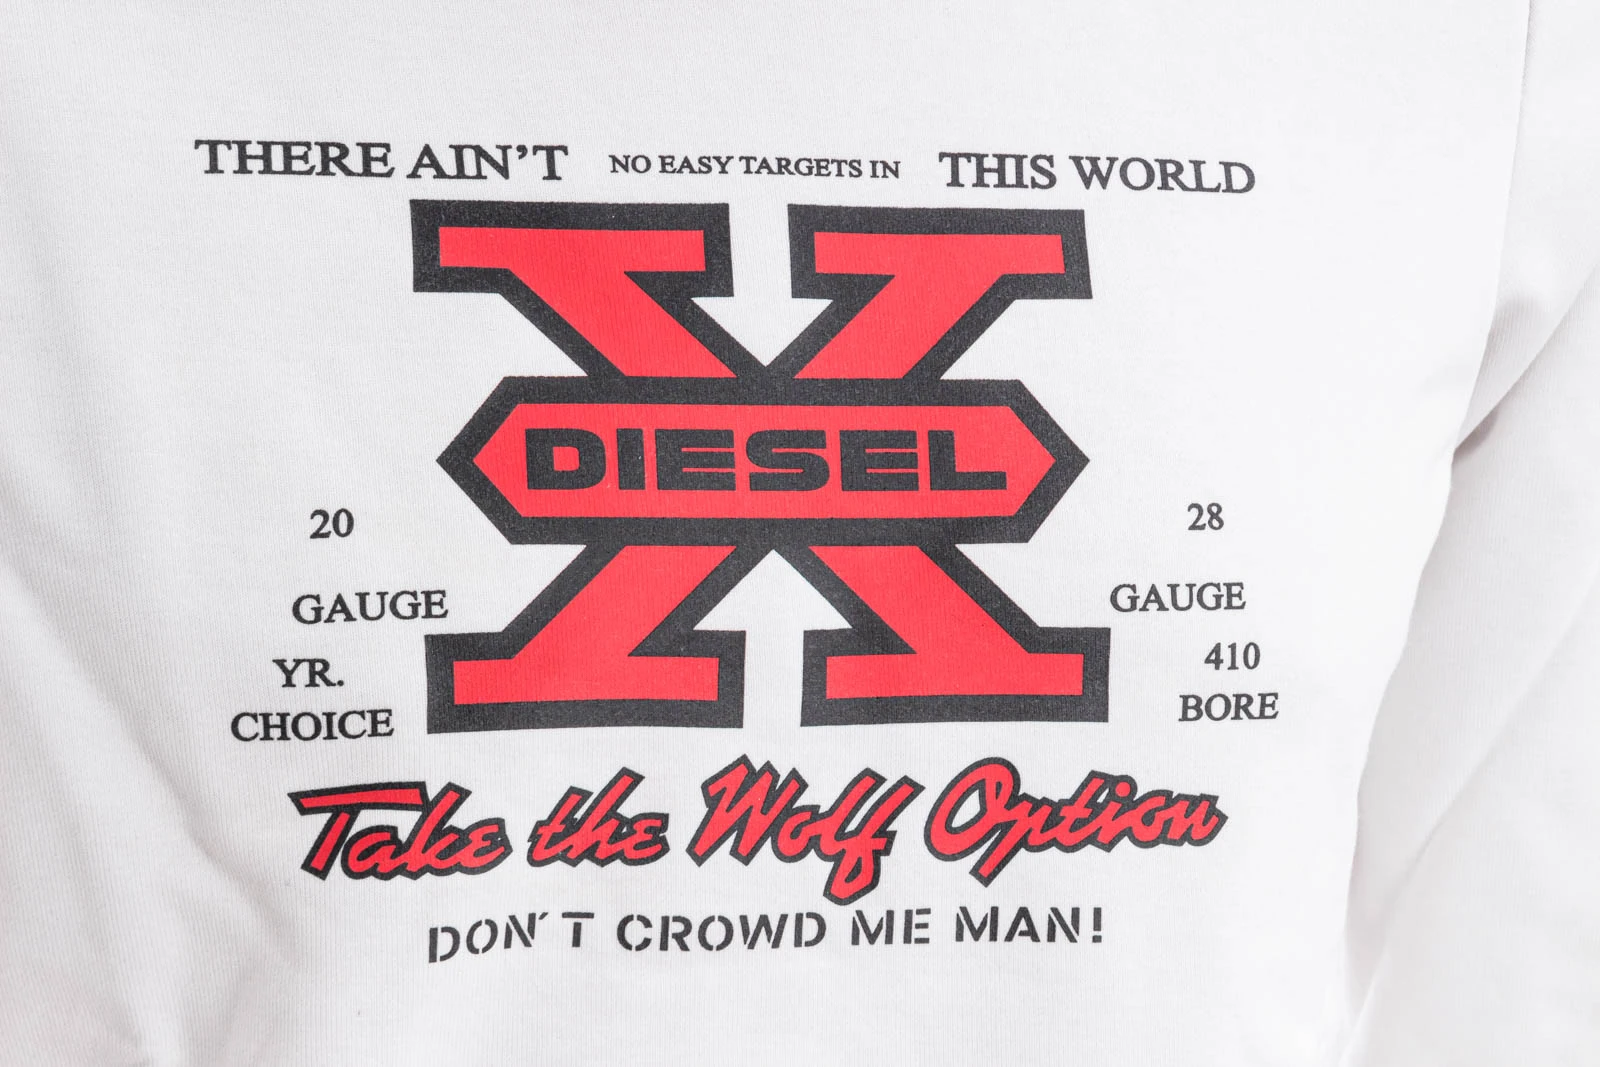 THERE AIN'T NO EASY TARGETS IN THIS WORLD
X
DIESEL
20
GAUGE
YR.
CHOICE
28
GAUGE
410
BORE
Take the Wolf Option
DON'T CROWD ME MAN!